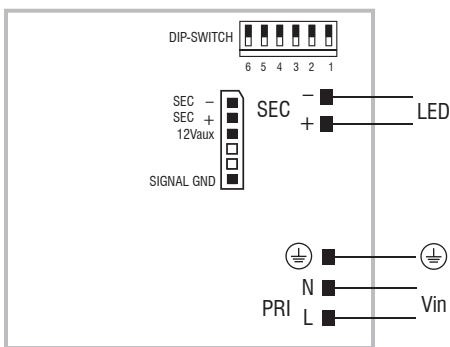 DIP-SWITCH
6 5 4 3 2 1
SEC −
SEC +
12Vaux
SIGNAL GND
SEC
−
+
LED
PRI
N
L
Vin